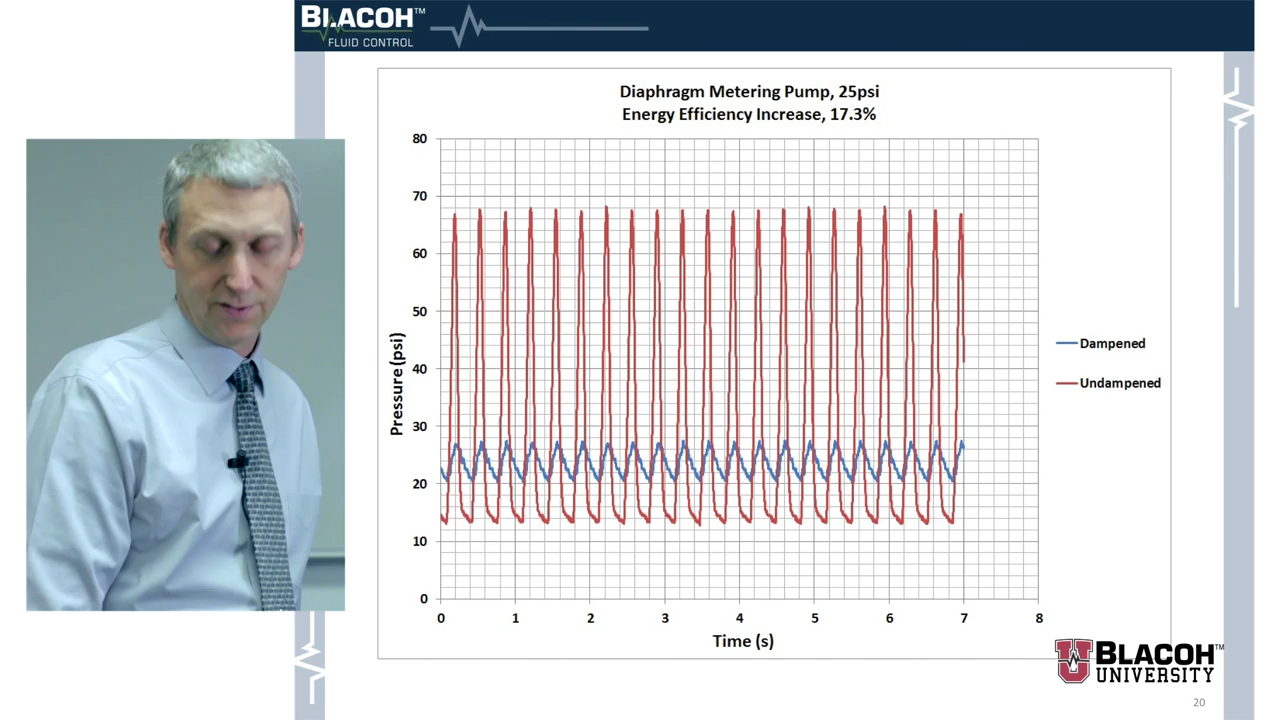 BLACOH™
FLUID CONTROL
Diaphragm Metering Pump, 25psi
Energy Efficiency Increase, 17.3%
80
70
60
50
40
30
20
10
0
Pressure (psi)
0 1 2 3 4 5 6 7 8
Time (s)
Dampened
Undampened
U BLACOH™
UNIVERSITY
20